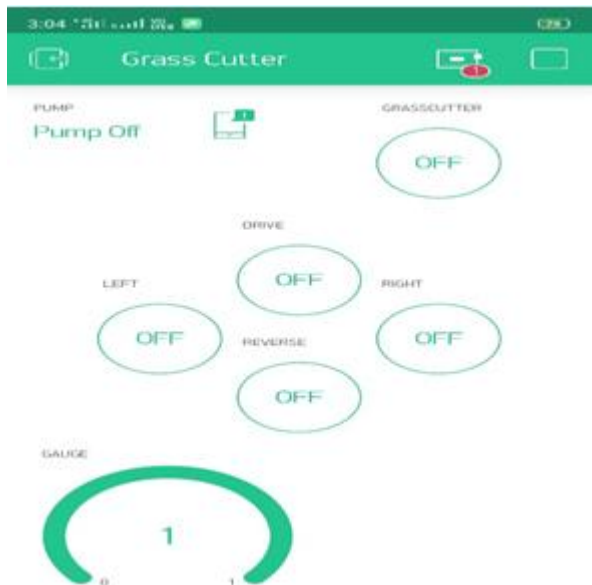 3:04
Grass Cutter
1
PUMP
Pump Off
GRASSCUTTER
OFF
DRIVE
OFF
LEFT
OFF
RIGHT
OFF
REVERSE
OFF
GAUGE
1
0 1